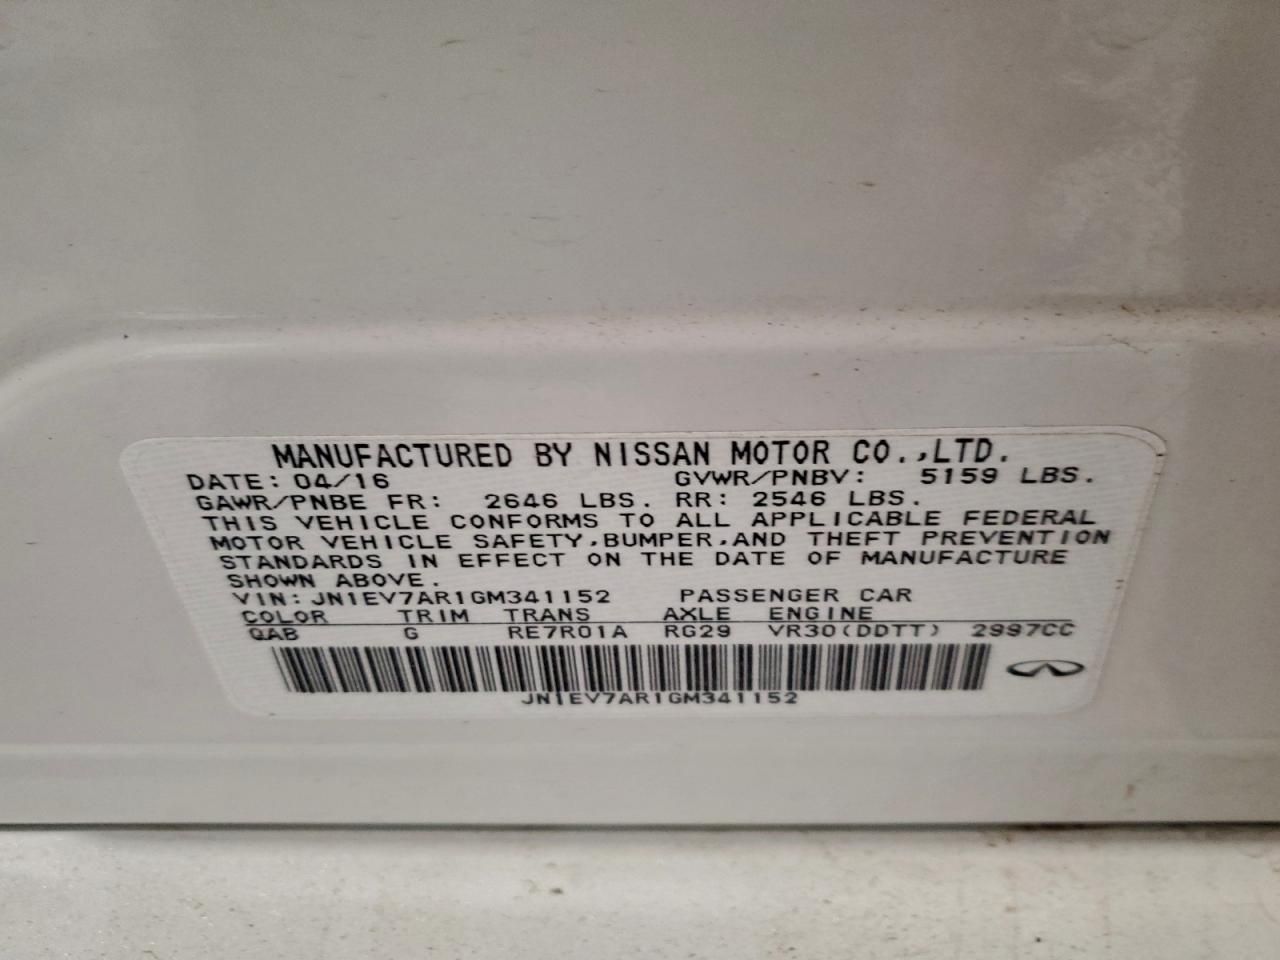 MANUFACTURED BY NISSAN MOTOR CO.,LTD.
DATE: 04/16 GVWR/PNBV: 5159 LBS.
GAWR/PNBE FR: 2646 LBS. RR: 2546 LBS.
THIS VEHICLE CONFORMS TO ALL APPLICABLE FEDERAL
MOTOR VEHICLE SAFETY,BUMPER,AND THEFT PREVENTION
STANDARDS IN EFFECT ON THE DATE OF MANUFACTURE
SHOWN ABOVE.
VIN: JN1EV7AR1GM341152 PASSENGER CAR
COLOR TRIM TRANS AXLE ENGINE
QAB G RE7R01A RG29 VR30(DDTT) 2997CC
JN1EV7AR1GM341152